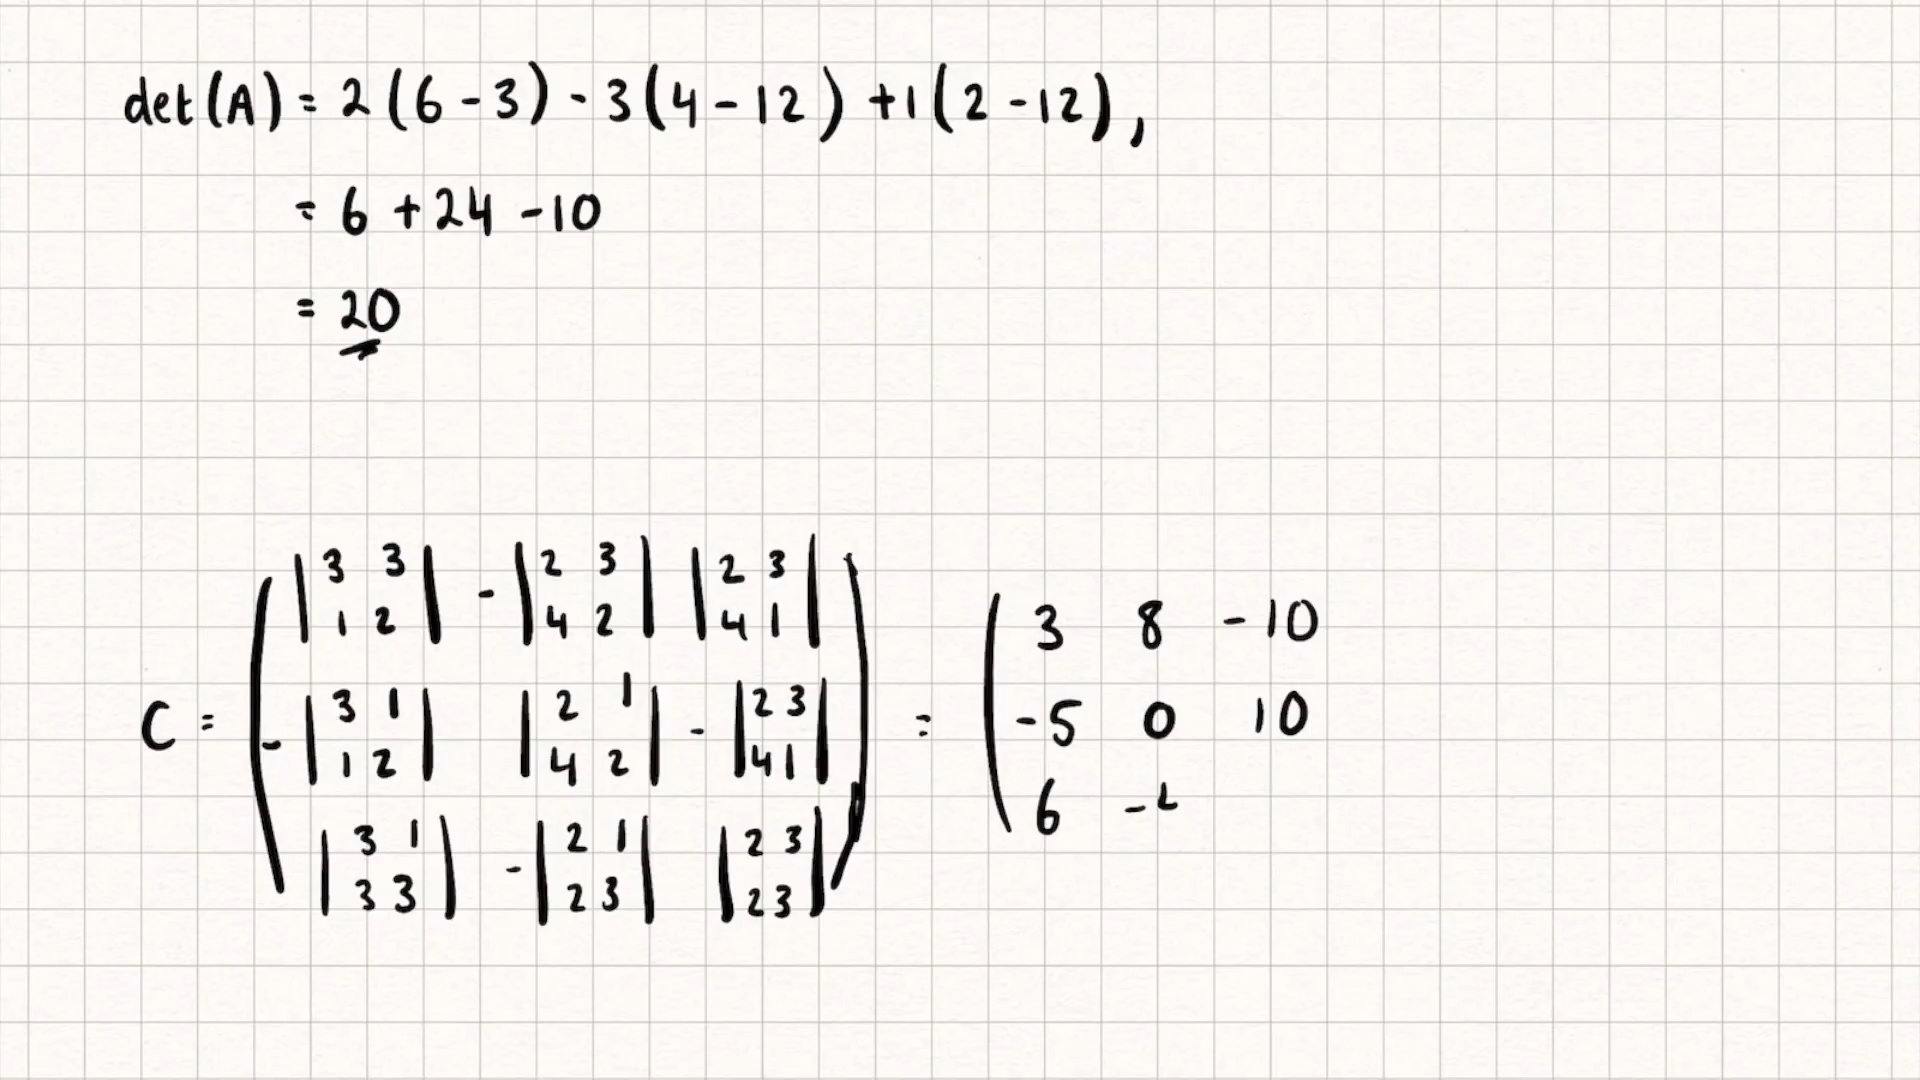 det(A) = 2(6-3) - 3(4-12) + 1(2-12),
= 6 + 24 - 10
= 20
3 3 - 2 3 2 3 3 8 -10
1 2 4 2 4 1
C = - 3 1 2 1 - 2 3 = -5 0 10
1 2 4 2 4 1
3 1 - 2 1 2 3 6 -
3 3 2 3 2 3